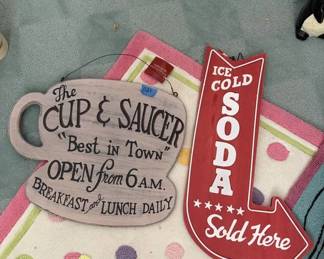 The
CUP & SAUCER
"Best in Town"
OPEN from 6 A.M.
BREAKFAST and LUNCH DAILY
ICE
COLD
SODA
Sold Here